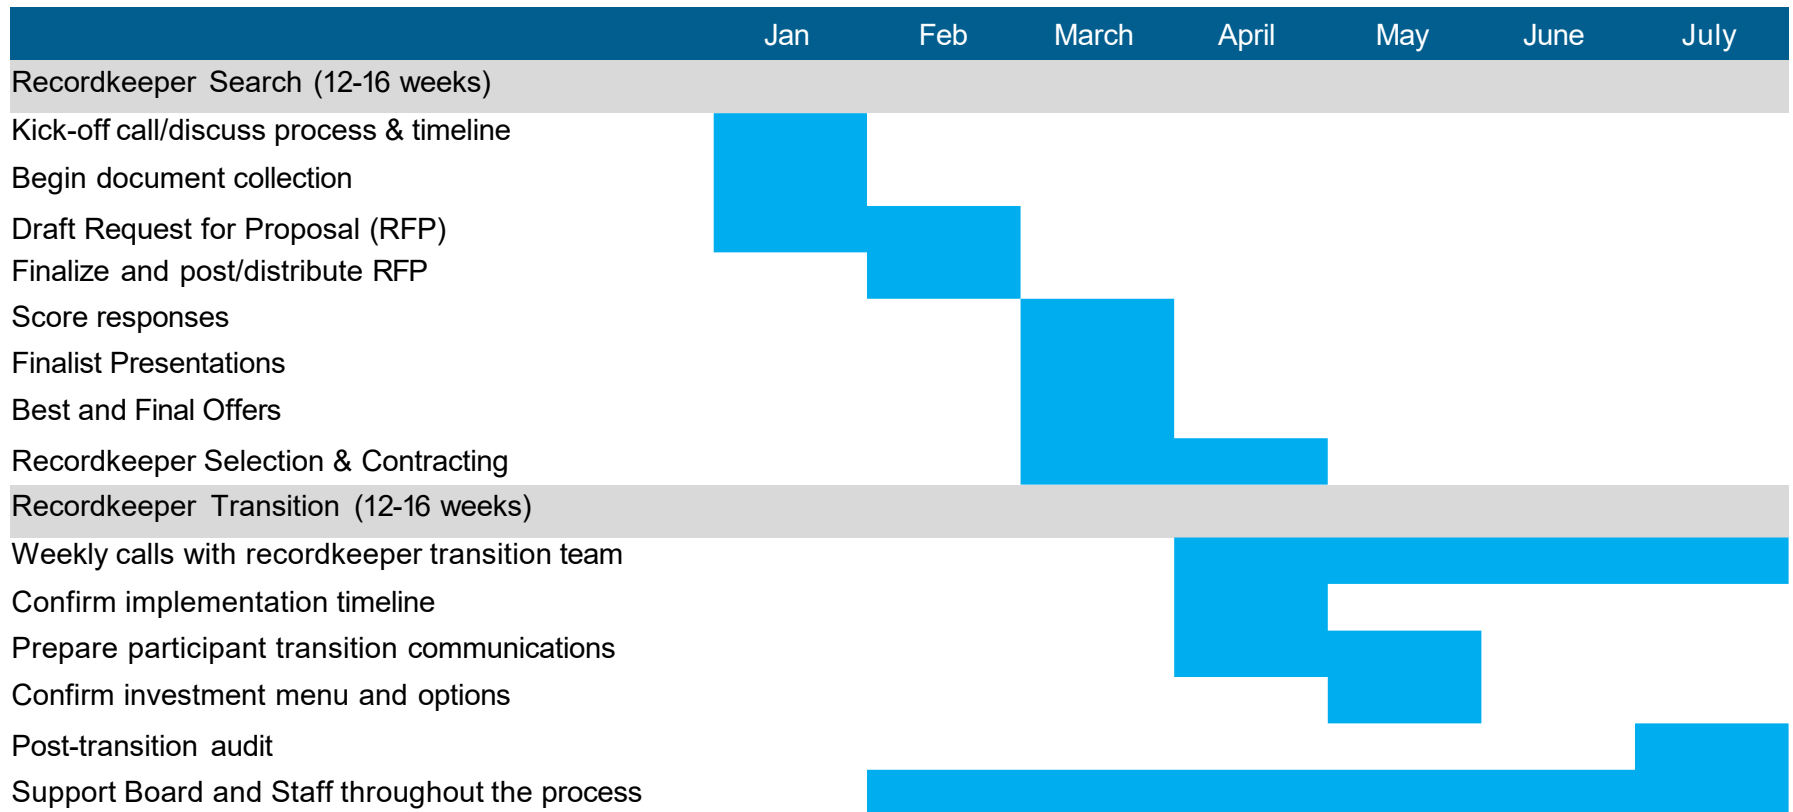 Jan Feb March April May June July
Recordkeeper Search (12-16 weeks)
Kick-off call/discuss process & timeline
Begin document collection
Draft Request for Proposal (RFP)
Finalize and post/distribute RFP
Score responses
Finalist Presentations
Best and Final Offers
Recordkeeper Selection & Contracting
Recordkeeper Transition (12-16 weeks)
Weekly calls with recordkeeper transition team
Confirm implementation timeline
Prepare participant transition communications
Confirm investment menu and options
Post-transition audit
Support Board and Staff throughout the process